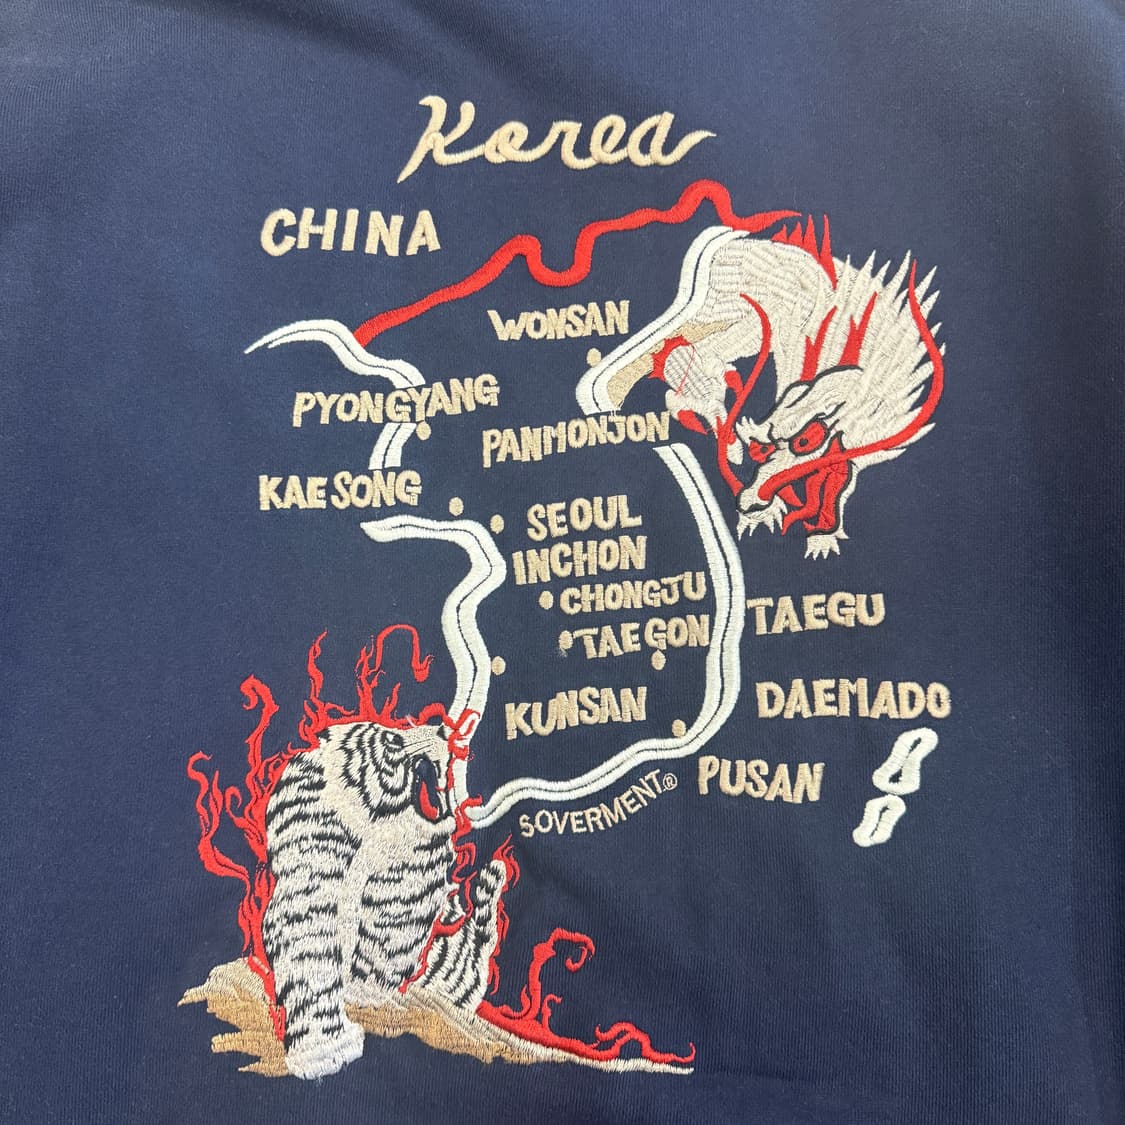 Korea
CHINA
WONSAN
PYONGYANG
PANMONJON
KAE SONG
SEOUL
INCHON
CHONGJU
TAEGU
TAE GON
KUNSAN
DAEMADO
PUSAN
SOVERMENT®